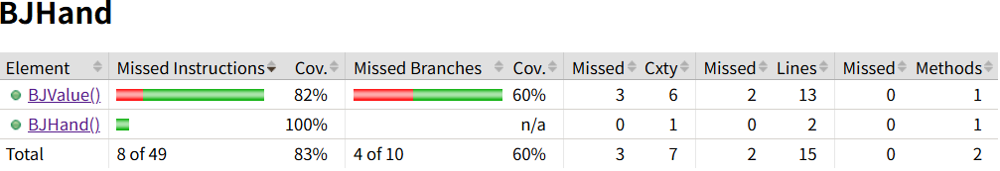 BJHand
Element Missed Instructions Cov. Missed Branches Cov. Missed Cxty Missed Lines Missed Methods
BJValue() 82% 60% 3 6 2 13 0 1
BJHand() 100% n/a 0 1 0 2 0 1
Total 8 of 49 83% 4 of 10 60% 3 7 2 15 0 2